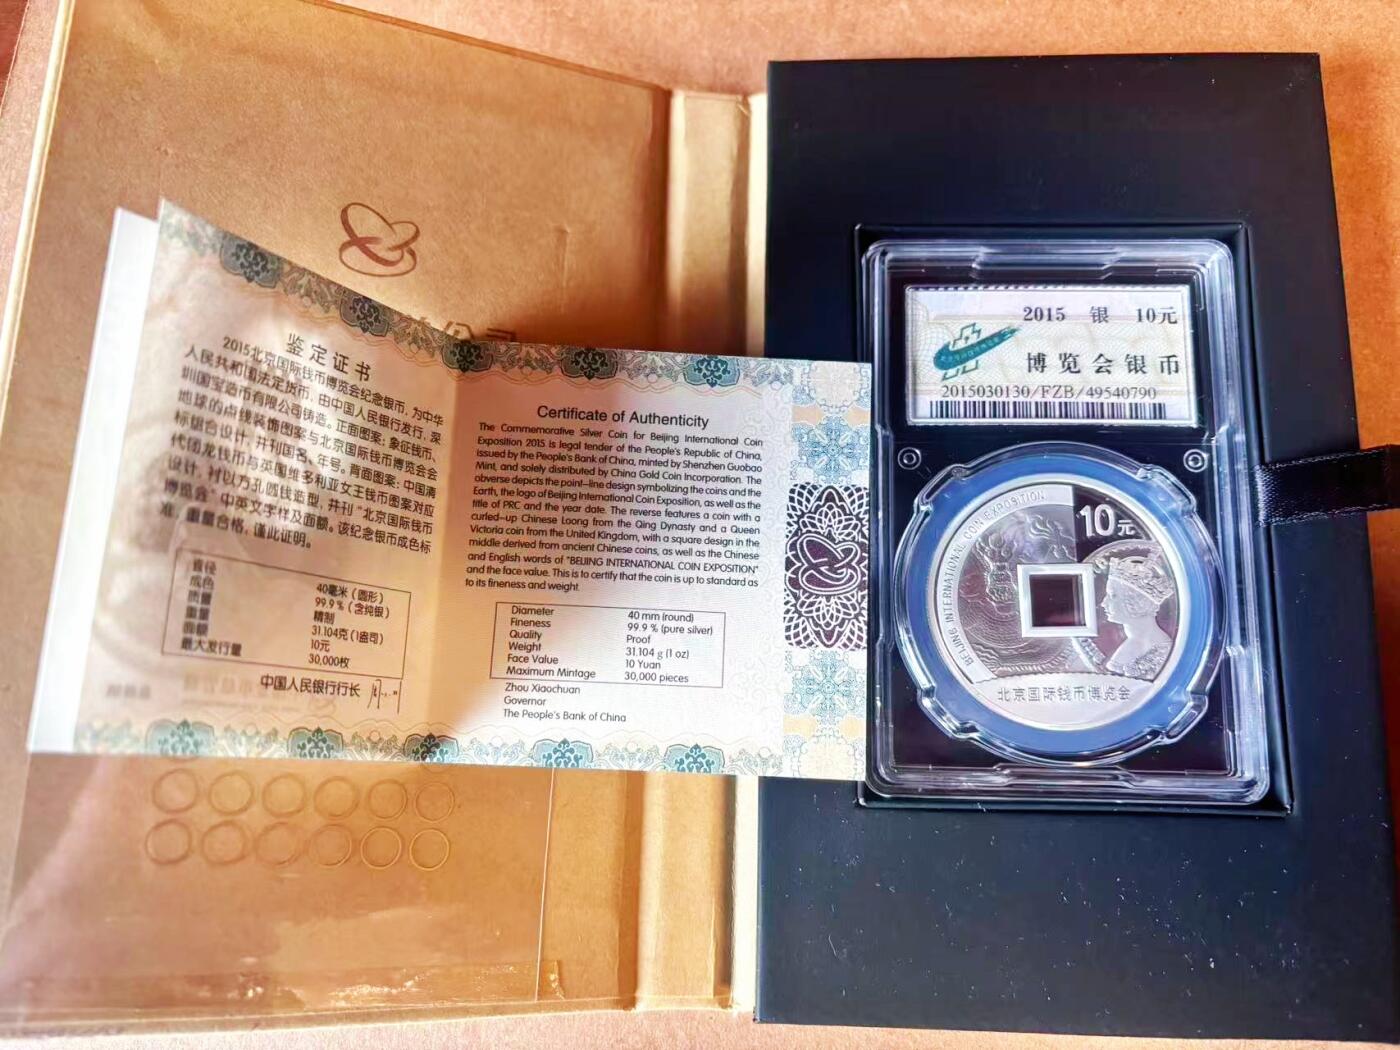 鉴定证书
2015北京国际钱币博览会纪念银币，为中华
人民共和国法定货币，由中国人民银行发行，深
圳国宝造币有限公司铸造。正面图案：象征钱币、
地球的点线装饰图案与北京国际钱币博览会会
标组合设计，并刊国名、年号。背面图案：中国清
代团龙钱币与英国维多利亚女王钱币图案对应
设计，衬以方孔圆钱造型，并刊“北京国际钱币
博览会”中英文字样及面额。该纪念银币成色标
准，重量合格，谨此证明。
直径 40毫米（圆形）
成色 99.9％（含纯银）
质量 精制
重量 31.104克（1盎司）
面额 10元
最大发行量 30,000枚
中国人民银行行长
Certificate of Authenticity
The Commemorative Silver Coin for Beijing International Coin
Exposition 2015 is legal tender of the People's Republic of China,
issued by the People's Bank of China, minted by Shenzhen Guobao
Mint, and solely distributed by China Gold Coin Incorporation. The
obverse depicts the point-line design symbolizing the coins and the
Earth, the logo of Beijing International Coin Exposition, as well as the
title of PRC and the year date. The reverse features a coin with a
curled-up Chinese Loong from the Qing Dynasty and a Queen
Victoria coin from the United Kingdom, with a square design in the
middle derived from ancient Chinese coins, as well as the Chinese
and English words of "BEIJING INTERNATIONAL COIN EXPOSITION"
and the face value. This is to certify that the coin is up to standard as
to its fineness and weight.
Diameter 40 mm (round)
Fineness 99.9 % (pure silver)
Quality Proof
Weight 31.104 g (1 oz)
Face Value 10 Yuan
Maximum Mintage 30,000 pieces
Zhou Xiaochuan
Governor
The People's Bank of China
2015 银 10元
博览会银币
2015030130/FZB/49540790
BEIJING INTERNATIONAL COIN EXPOSITION
10元
北京国际钱币博览会